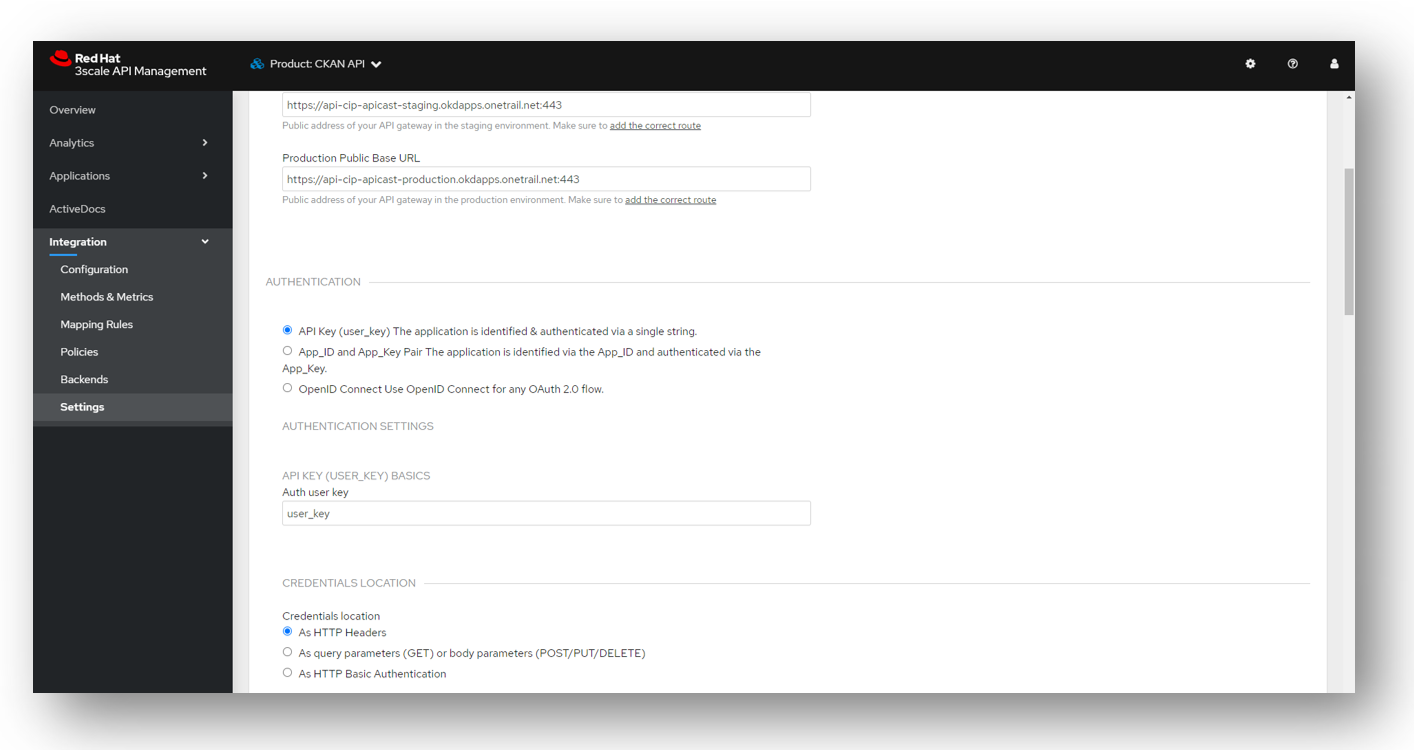 Red Hat
3scale API Management
Product: CKAN API
Overview
Analytics
Applications
ActiveDocs
Integration
Configuration
Methods & Metrics
Mapping Rules
Policies
Backends
Settings
https://api-cip-apicast-staging.okdapps.onetrail.net:443
Public address of your API gateway in the staging environment. Make sure to add the correct route
Production Public Base URL
https://api-cip-apicast-production.okdapps.onetrail.net:443
Public address of your API gateway in the production environment. Make sure to add the correct route
AUTHENTICATION
API Key (user_key) The application is identified & authenticated via a single string.
App_ID and App_Key Pair The application is identified via the App_ID and authenticated via the
App_Key.
OpenID Connect Use OpenID Connect for any OAuth 2.0 flow.
AUTHENTICATION SETTINGS
API KEY (USER_KEY) BASICS
Auth user key
user_key
CREDENTIALS LOCATION
Credentials location
As HTTP Headers
As query parameters (GET) or body parameters (POST/PUT/DELETE)
As HTTP Basic Authentication